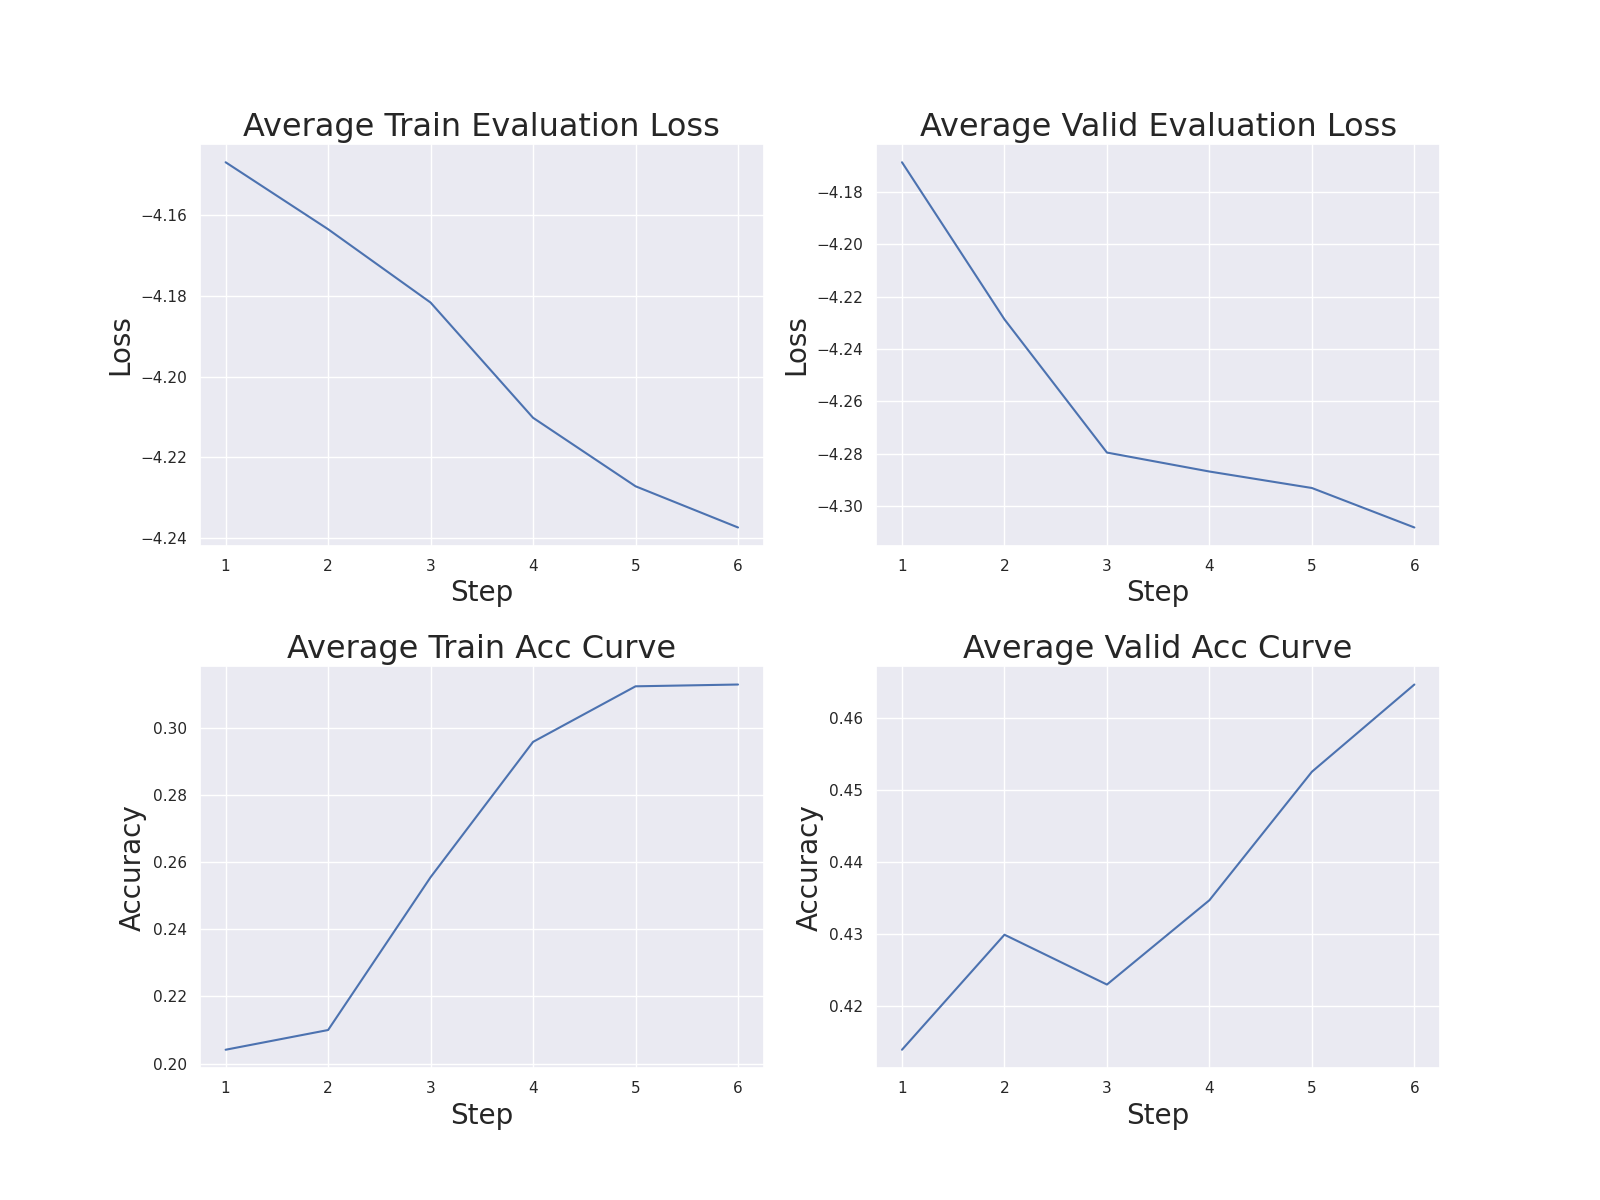 Average Train Evaluation Loss
−4.16
−4.18
−4.20
−4.22
−4.24
Loss
1 2 3 4 5 6
Step
Average Valid Evaluation Loss
−4.18
−4.20
−4.22
−4.24
−4.26
−4.28
−4.30
Loss
1 2 3 4 5 6
Step
Average Train Acc Curve
0.30
0.28
0.26
0.24
0.22
0.20
Accuracy
1 2 3 4 5 6
Step
Average Valid Acc Curve
0.46
0.45
0.44
0.43
0.42
Accuracy
1 2 3 4 5 6
Step